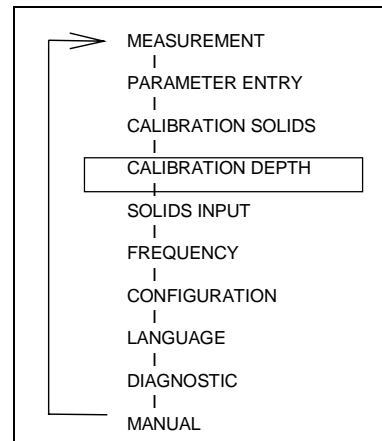 MEASUREMENT
PARAMETER ENTRY
CALIBRATION SOLIDS
CALIBRATION DEPTH
SOLIDS INPUT
FREQUENCY
CONFIGURATION
LANGUAGE
DIAGNOSTIC
MANUAL